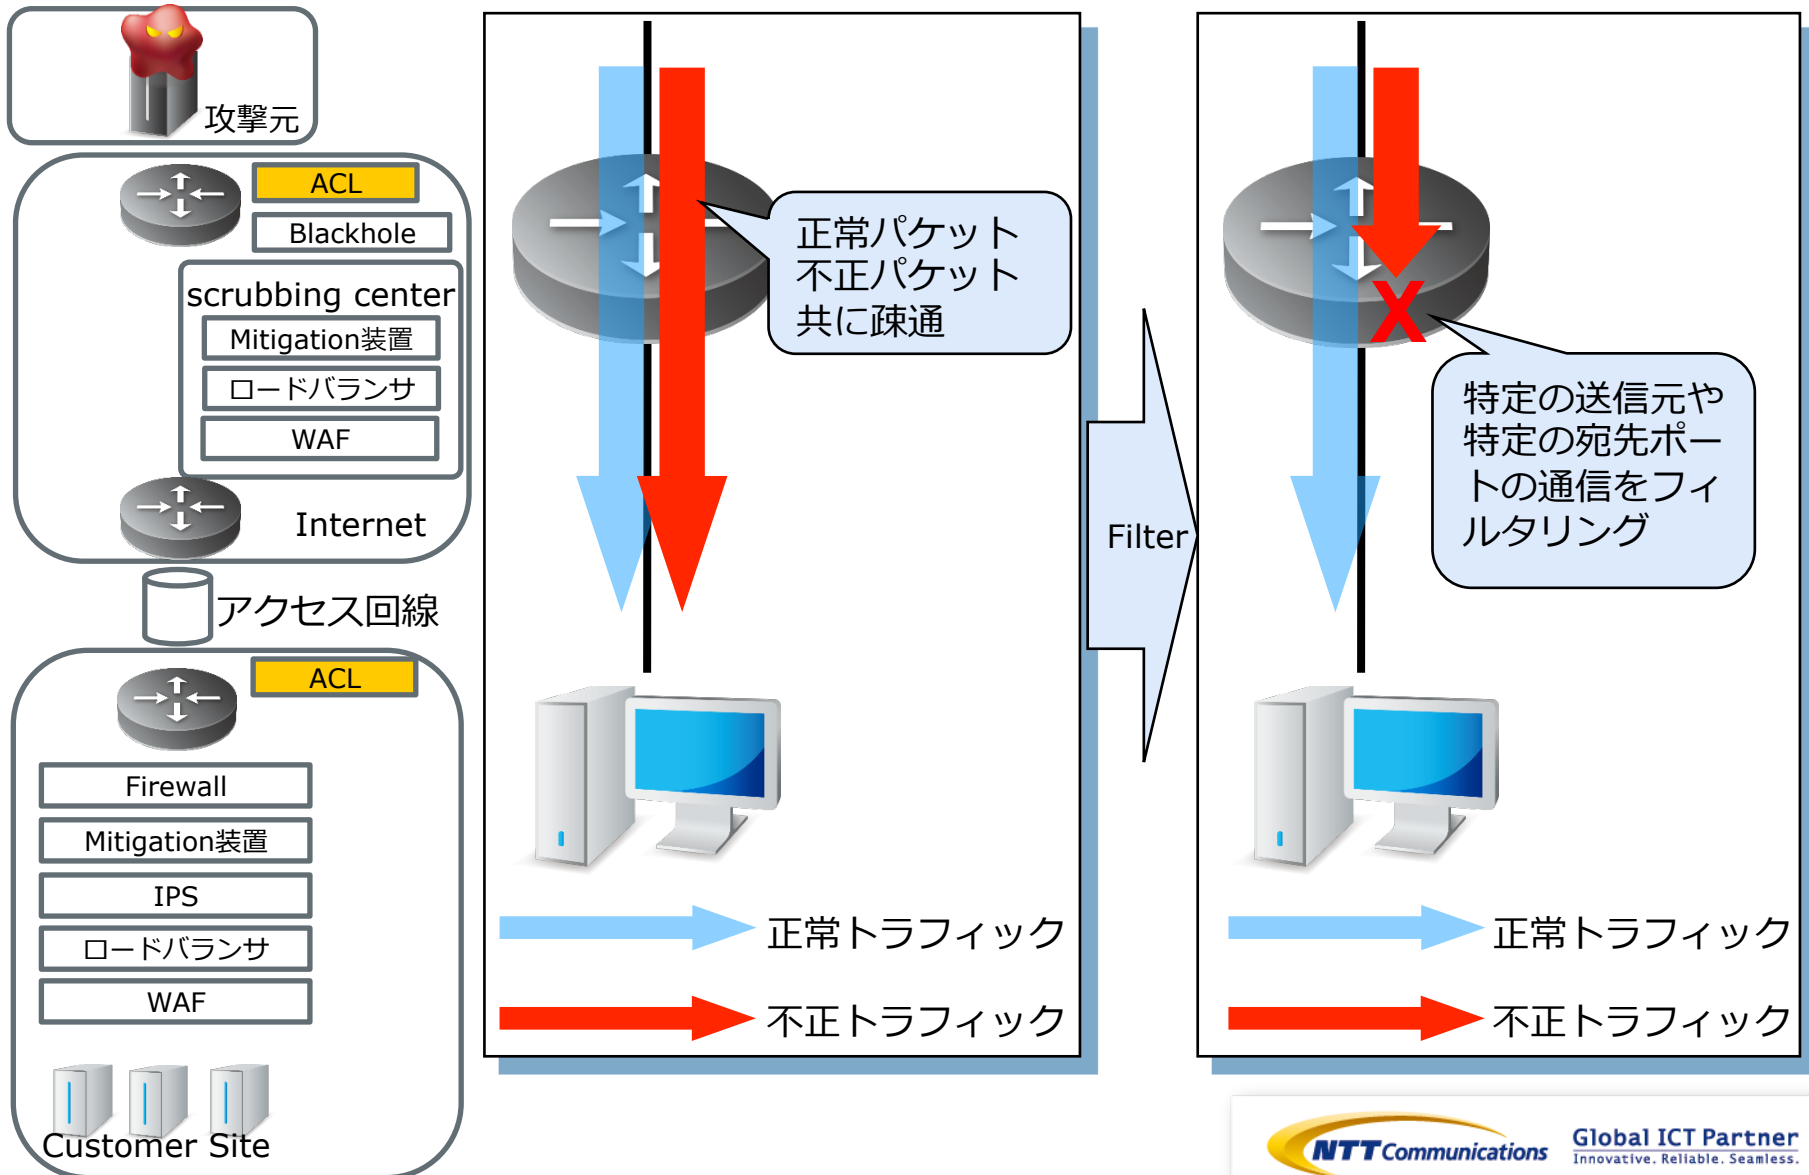 攻撃元
ACL
Blackhole
scrubbing center
Mitigation装置
ロードバランサ
WAF
Internet
アクセス回線
ACL
Firewall
Mitigation装置
IPS
ロードバランサ
WAF
Customer Site
正常パケット
不正パケット
共に疎通
正常トラフィック
不正トラフィック
Filter
X
特定の送信元や
特定の宛先ポー
トの通信をフィ
ルタリング
正常トラフィック
不正トラフィック
NTT Communications
Global ICT Partner
Innovative. Reliable. Seamless.